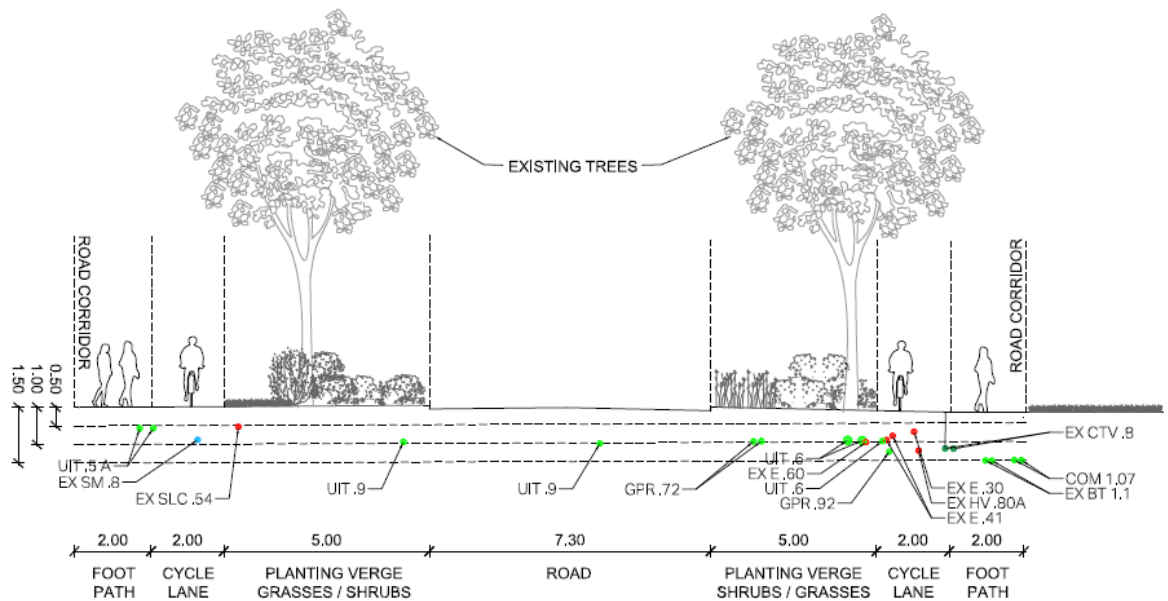 EXISTING TREES
ROAD CORRIDOR
ROAD CORRIDOR
0.50
1.00
1.50
UIT .5 A
EX SM .8
EX SLC .54
UIT .9
UIT .9
GPR .72
UIT .6
EX E .60
UIT .6
GPR .92
EX E .30
EX HV .80A
EX E .41
EX CTV .8
COM 1.07
EX BT 1.1
2.00
2.00
5.00
7.30
5.00
2.00
2.00
FOOT
PATH
CYCLE
LANE
PLANTING VERGE
GRASSES / SHRUBS
ROAD
PLANTING VERGE
SHRUBS / GRASSES
CYCLE
LANE
FOOT
PATH